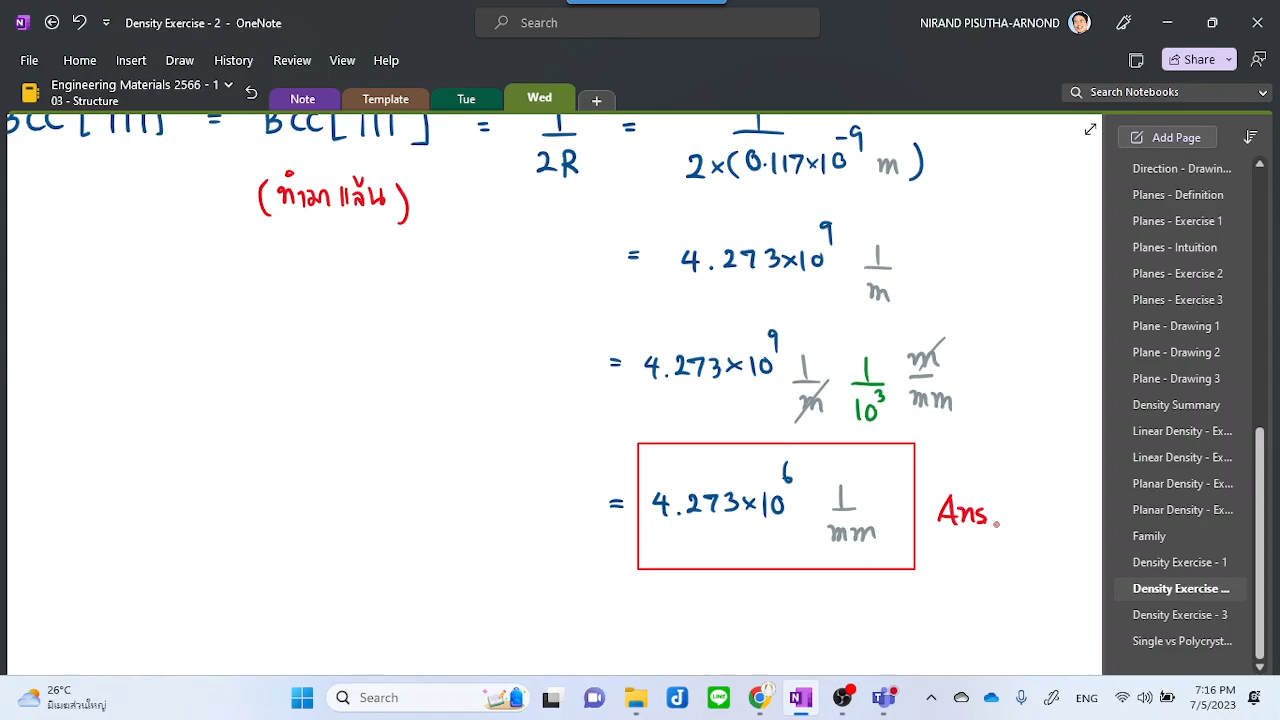 Density Exercise - 2 - OneNote
Search
NIRAND PISUTHA-ARNOND
File Home Insert Draw History Review View Help
Share
Engineering Materials 2566 - 1
03 - Structure
Note Template Tue Wed +
Search Notebooks
Add Page
BCC [ 111 ] = BCC [ 111 ] = 1/2R = 1/2×(0.117×10⁻⁹ m )
(ทำมาแล้ว)
= 4.273×10⁹ 1/m
= 4.273×10⁹ 1/m 1/10³ m/mm
= 4.273×10⁶ 1/mm Ans.
Direction - Drawin...
Planes - Definition
Planes - Exercise 1
Planes - Intution
Planes - Exercise 2
Planes - Exercise 3
Plane - Drawing 1
Plane - Drawing 2
Plane - Drawing 3
Density Summary
Linear Density - Ex...
Linear Density - Ex...
Planar Density - Ex...
Planar Density - Ex...
Family
Density Exercise - 1
Density Exercise ...
Density Exercise - 3
Single vs Polycryst...
26°C
Search
ENG
7:16 PM
7/5/2023